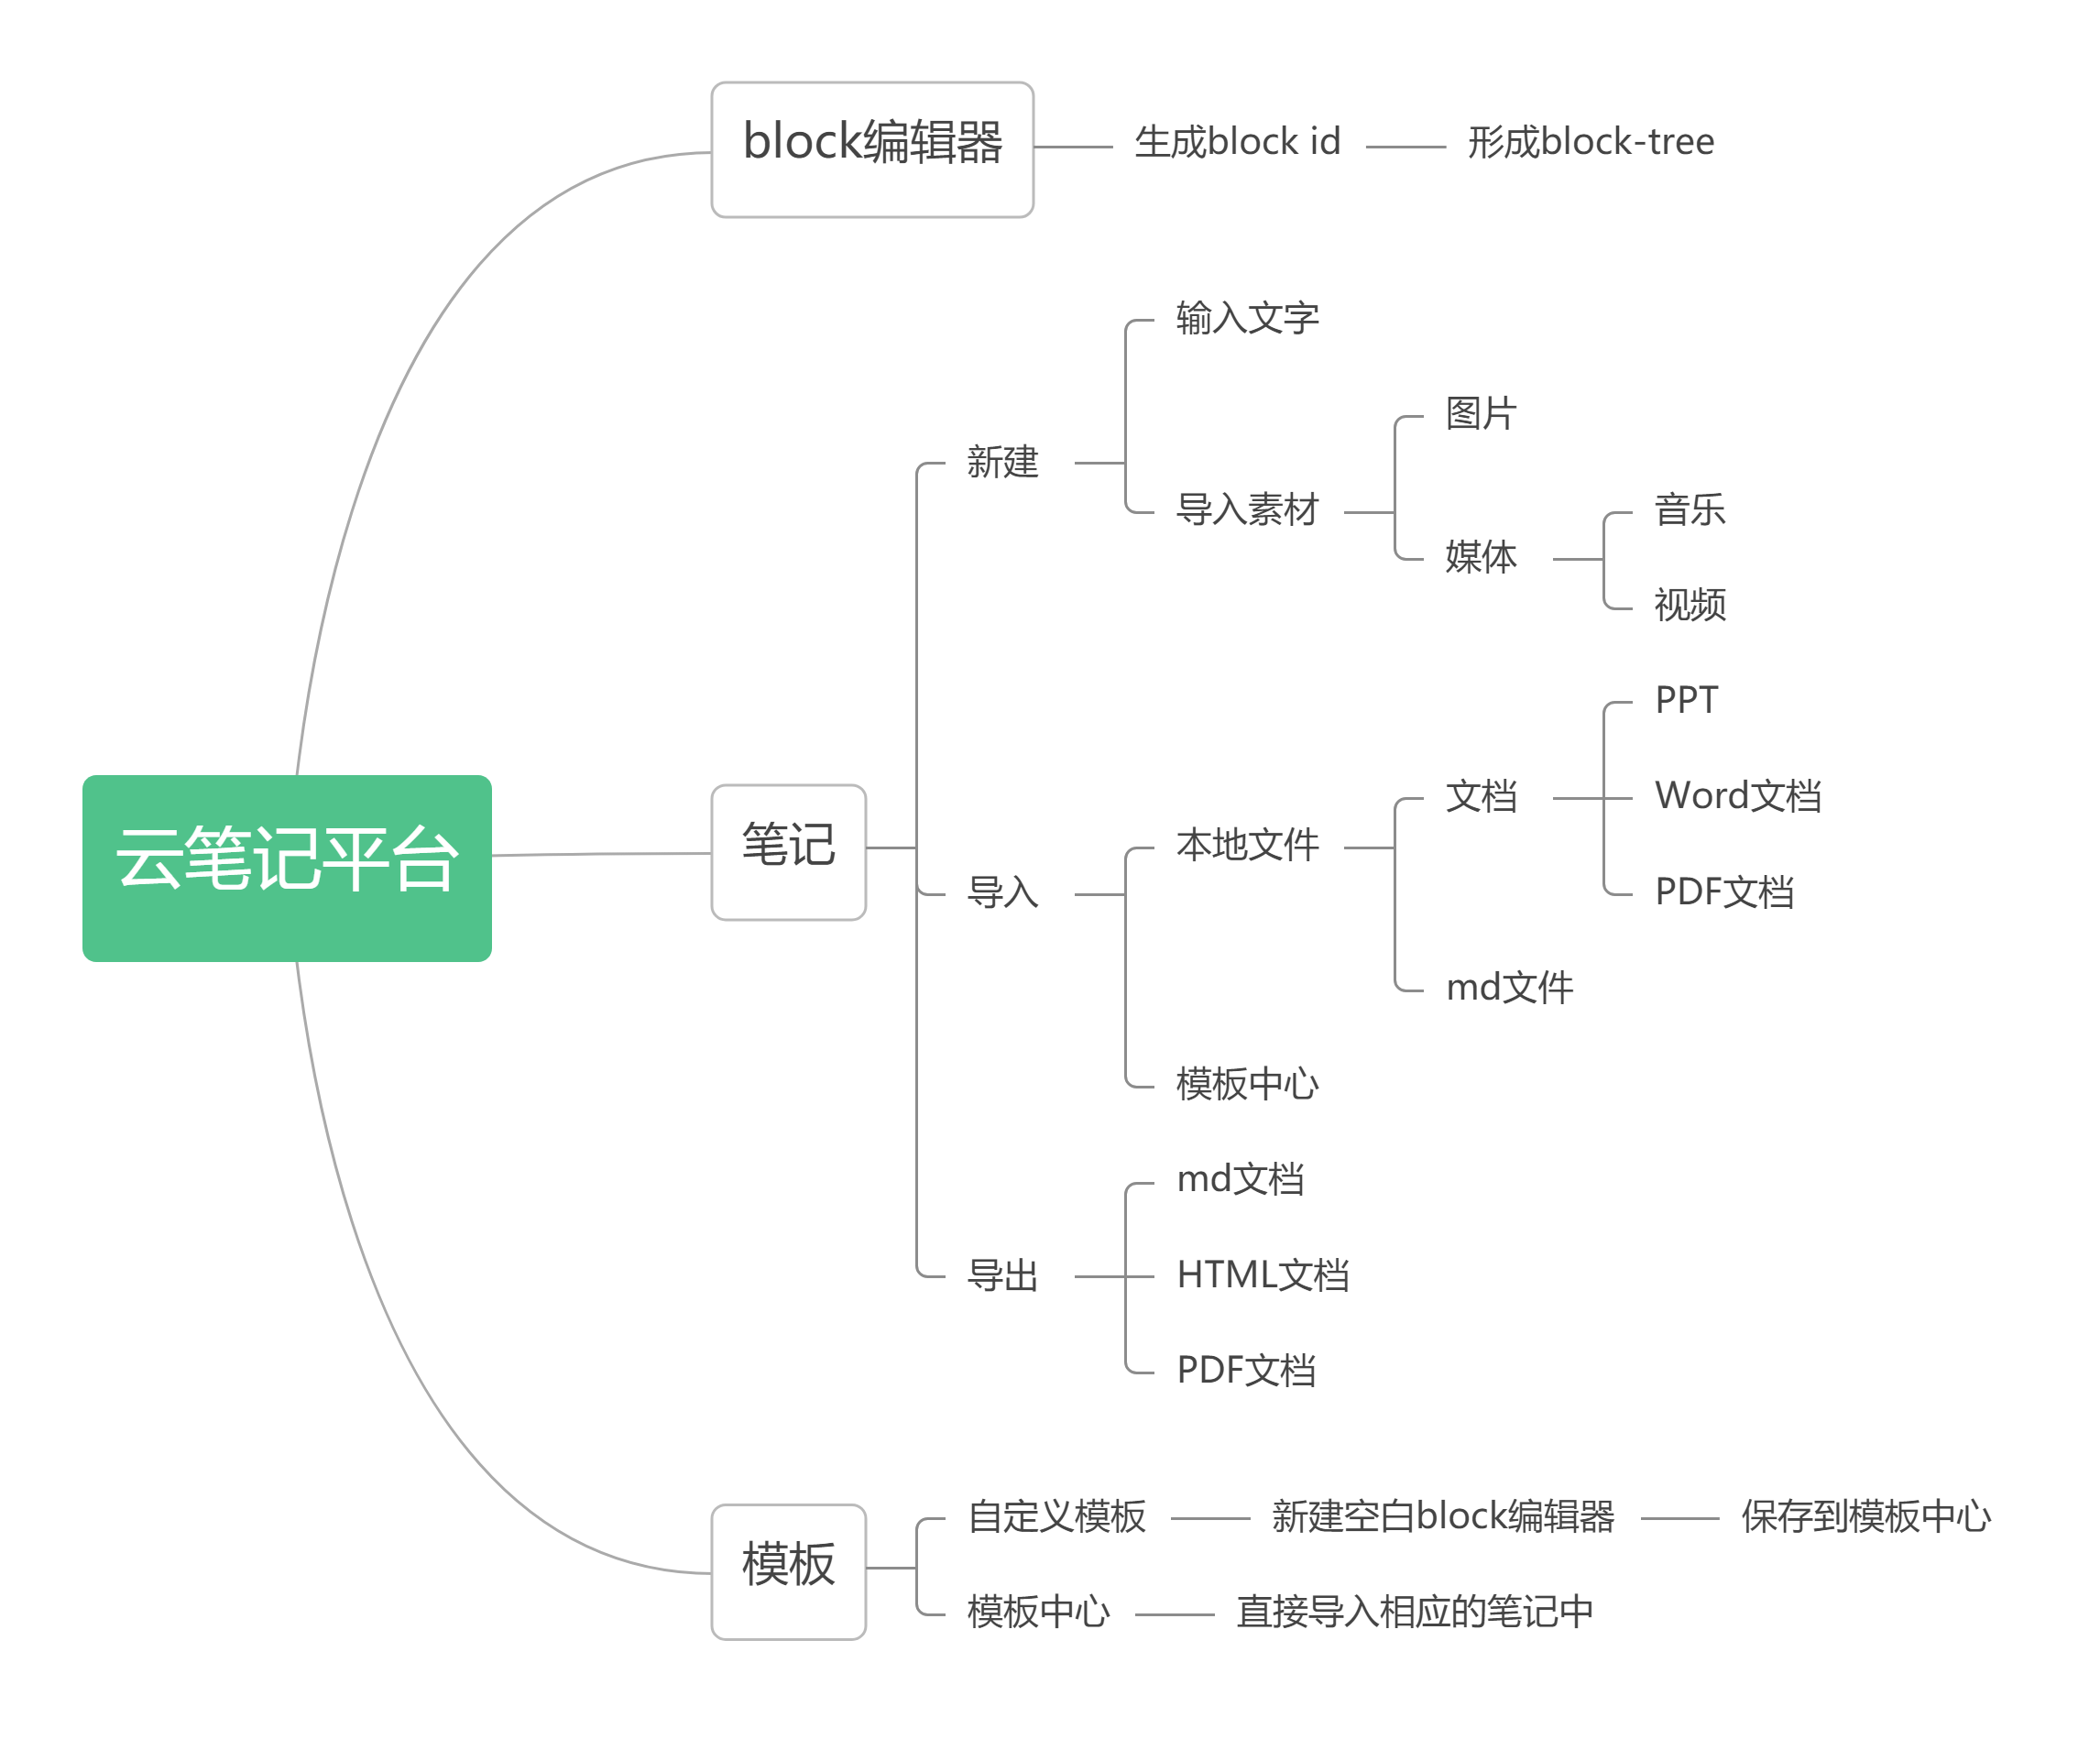 云笔记平台
block编辑器
生成block id
形成block-tree
笔记
新建
输入文字
导入素材
图片
媒体
音乐
视频
导入
本地文件
文档
PPT
Word文档
PDF文档
md文件
模板中心
导出
md文档
HTML文档
PDF文档
模板
自定义模板
新建空白block编辑器
保存到模板中心
模板中心
直接导入相应的笔记中